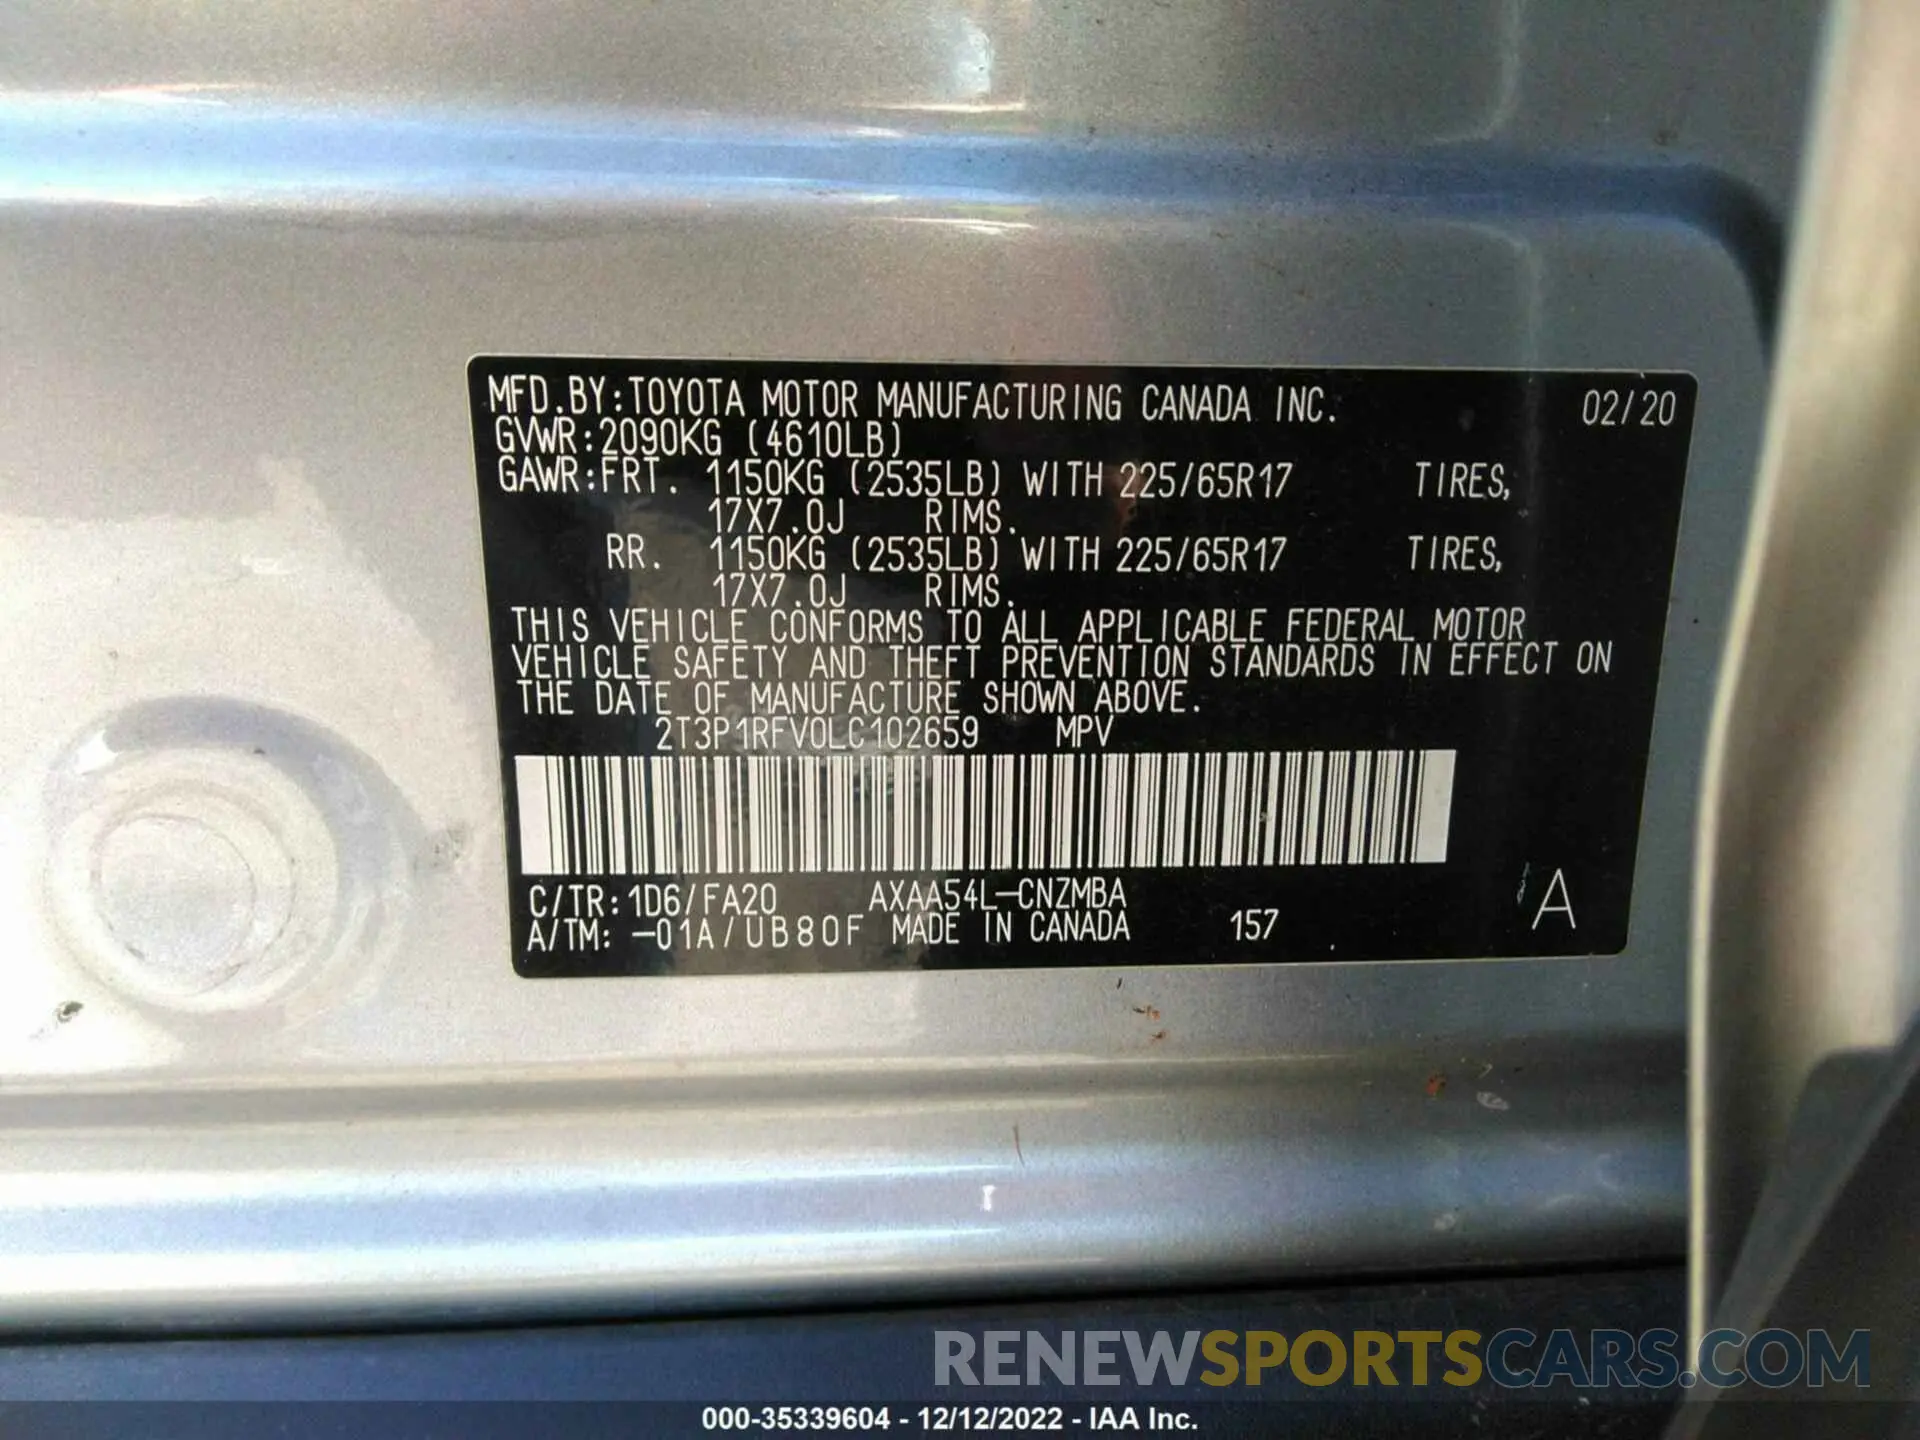 MFD.BY:TOYOTA MOTOR MANUFACTURING CANADA INC. 02/20
GVWR:2090KG (4610LB)
GAWR:FRT. 1150KG (2535LB) WITH 225/65R17 TIRES,
17X7.0J RIMS.
RR. 1150KG (2535LB) WITH 225/65R17 TIRES,
17X7.0J RIMS.
THIS VEHICLE CONFORMS TO ALL APPLICABLE FEDERAL MOTOR
VEHICLE SAFETY AND THEFT PREVENTION STANDARDS IN EFFECT ON
THE DATE OF MANUFACTURE SHOWN ABOVE.
2T3P1RFV0LC102659 MPV
C/TR:1D6/FA20 AXAA54L-CNZMBA
A/TM:-01A/UB80F MADE IN CANADA 157 A
RENEWSPORTSCARS.COM
000-35339604 - 12/12/2022 - IAA Inc.